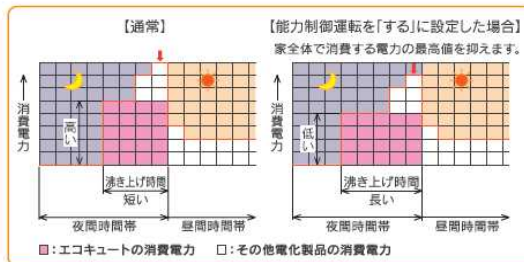 【通常】
【能力制御運転を「する」に設定した場合】
家全体で消費する電力の最高値を抑えます。
消費電力
高い
沸き上げ時間
短い
夜間時間帯
昼間時間帯
消費電力
低い
沸き上げ時間
長い
夜間時間帯
昼間時間帯
：エコキュートの消費電力
：その他電化製品の消費電力